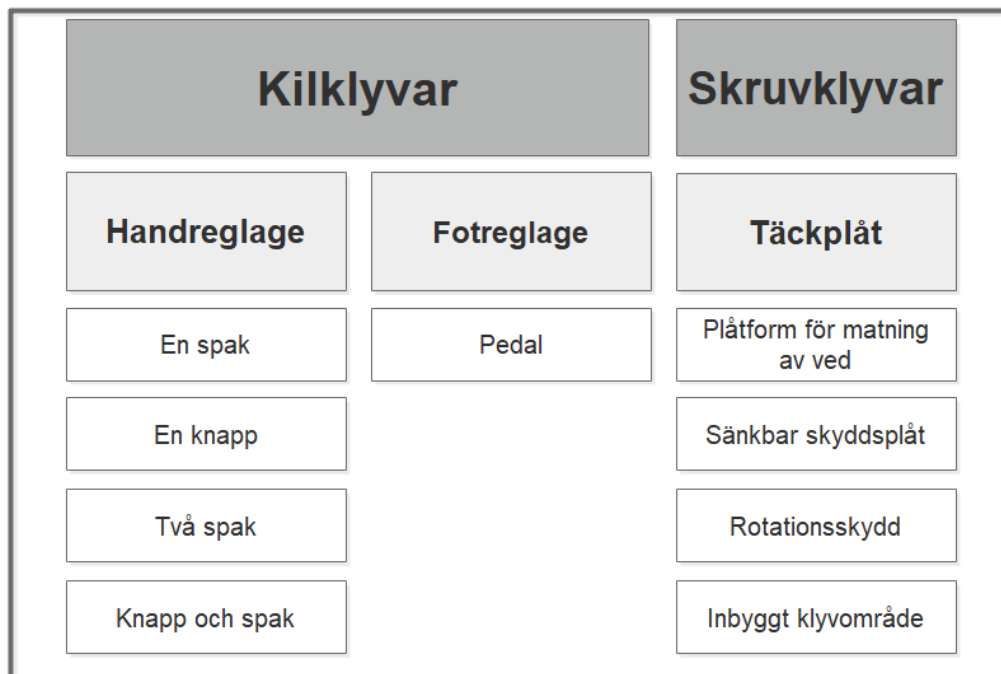 Kilklyvar
Skruvklyvar
Handreglage
Fotreglage
Täckplåt
En spak
Pedal
Plåtform för matning
av ved
En knapp
Sänkbar skyddsplåt
Två spak
Rotationsskydd
Knapp och spak
Inbyggt klyvområde